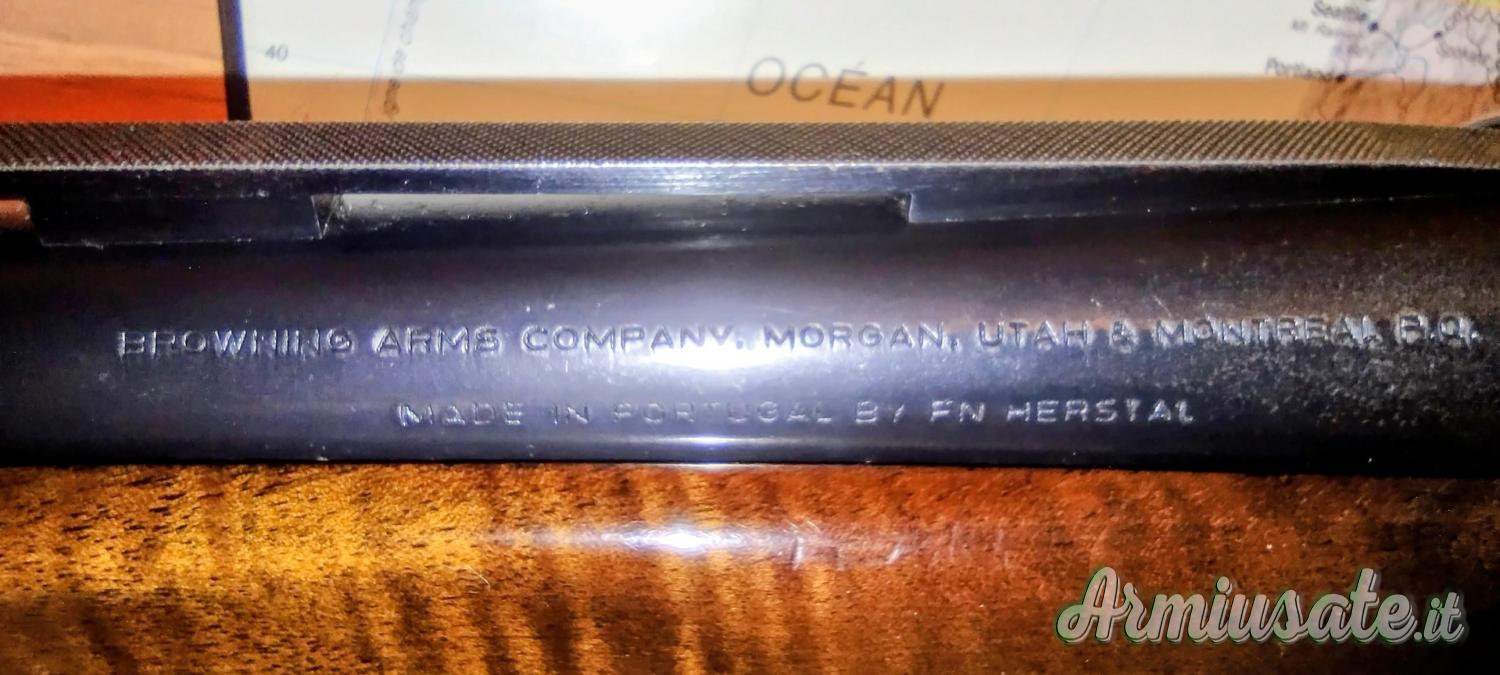 40
OCÉAN
Seattle
Portland
BROWNING ARMS COMPANY, MORGAN, UTAH & MONTREAL P.Q.
MADE IN PORTUGAL BY FN HERSTAL
Armiusate.it